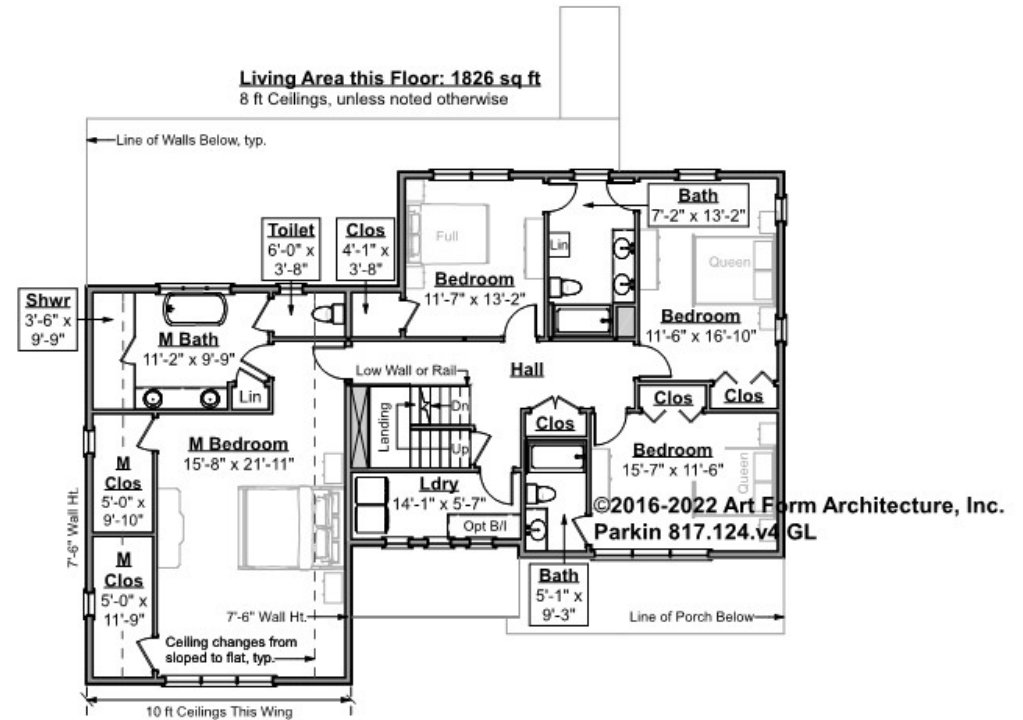 Living Area this Floor: 1826 sq ft
8 ft Ceilings, unless noted otherwise
Line of Walls Below, typ.
Toilet
6'-0" x
3'-8"
Clos
4'-1" x
3'-8"
Full
Bedroom
11'-7" x 13'-2"
Lin
Bath
7'-2" x 13'-2"
Queen
Bedroom
11'-6" x 16'-10"
Shwr
3'-6" x
9'-9"
M Bath
11'-2" x 9'-9"
Lin
Low Wall or Rail
Hall
Landing
Dn
Up
Clos
Clos
Clos
M Bedroom
15'-8" x 21'-11"
Bedroom
15'-7" x 11'-6"
Queen
M
Clos
5'-0" x
9'-10"
7'-6" Wall Ht.
Ldry
14'-1" x 5'-7"
Opt B/I
©2016-2022 Art Form Architecture, Inc.
Parkin 817.124.v4 GL
M
Clos
5'-0" x
11'-9"
Bath
5'-1" x
9'-3"
7'-6" Wall Ht.
Line of Porch Below
Ceiling changes from
sloped to flat, typ.
10 ft Ceilings This Wing